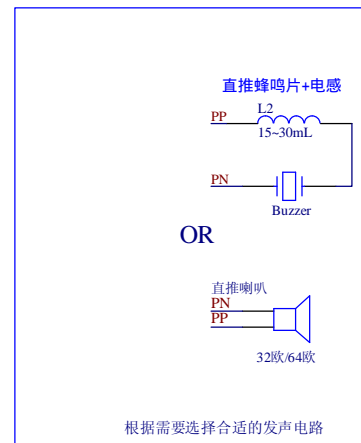 直推蜂鸣片+电感
L2
PP
15~30mL
PN
Buzzer
OR
直推喇叭
PN
PP
32欧/64欧
根据需要选择合适的发声电路